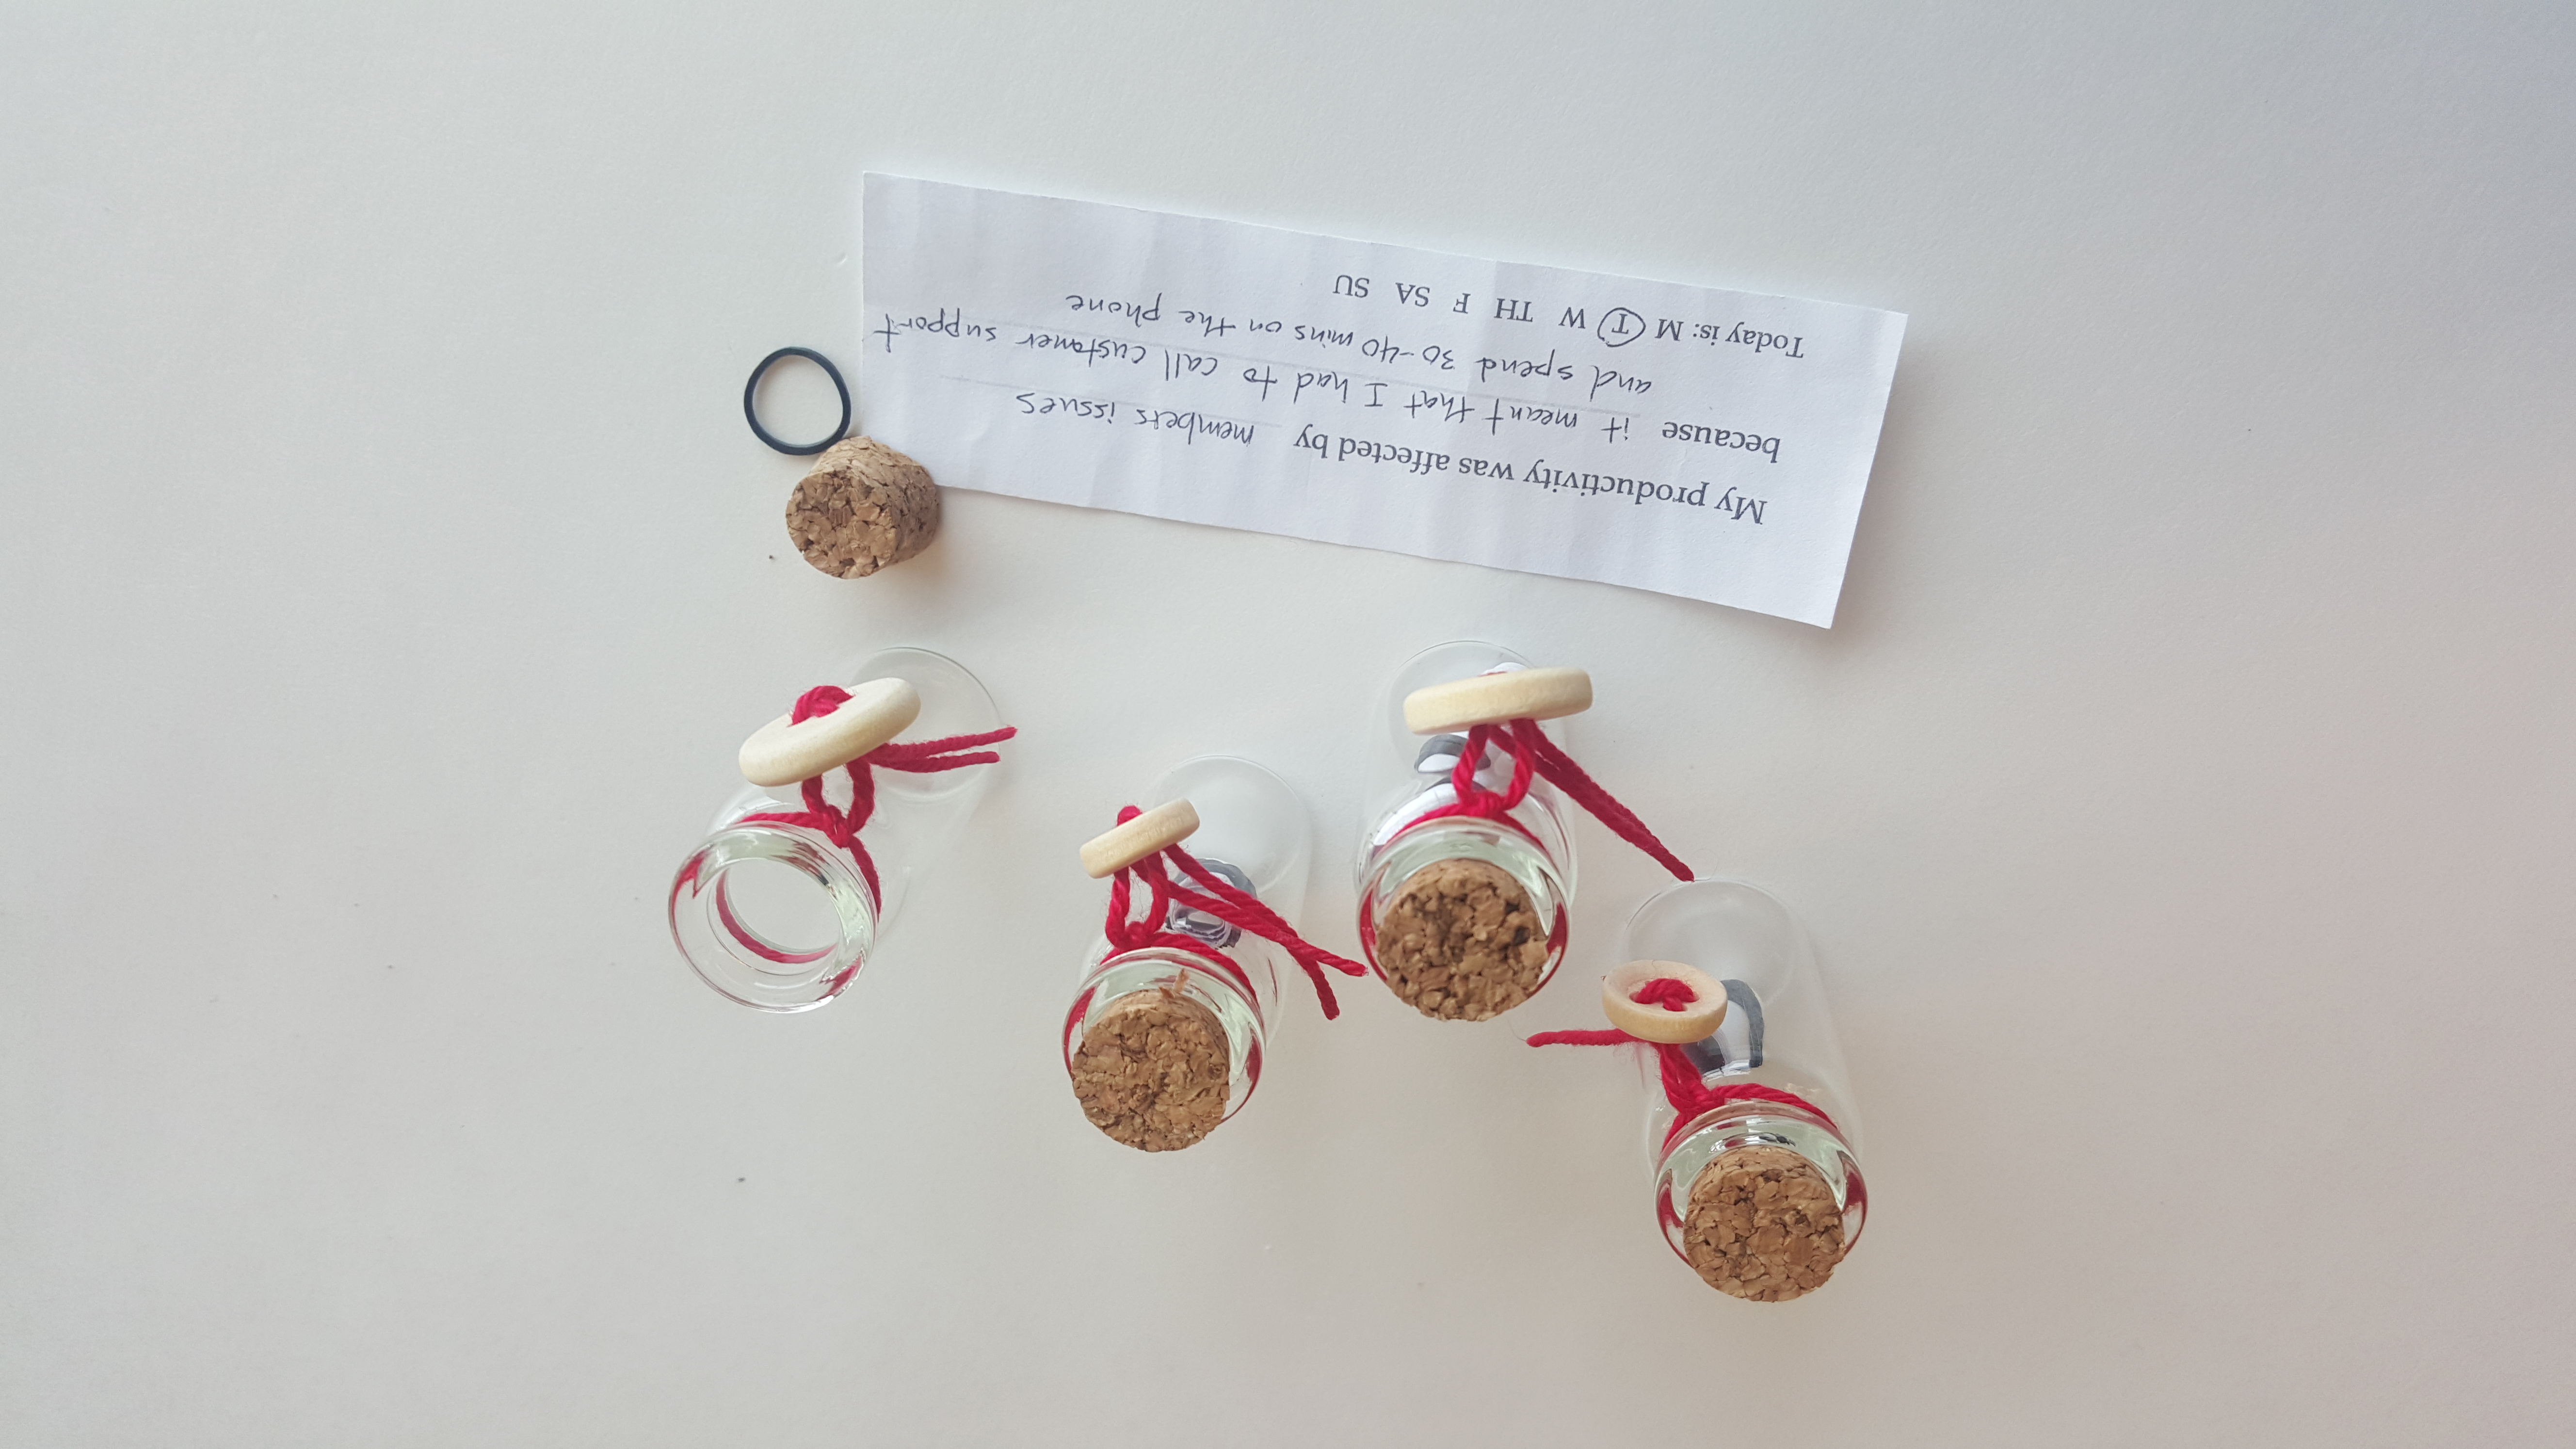 My productivity was affected by members issues
because it meant that I had to call customer support
and spend 30-40 mins on the phone
Today is: M T W TH F SA SU